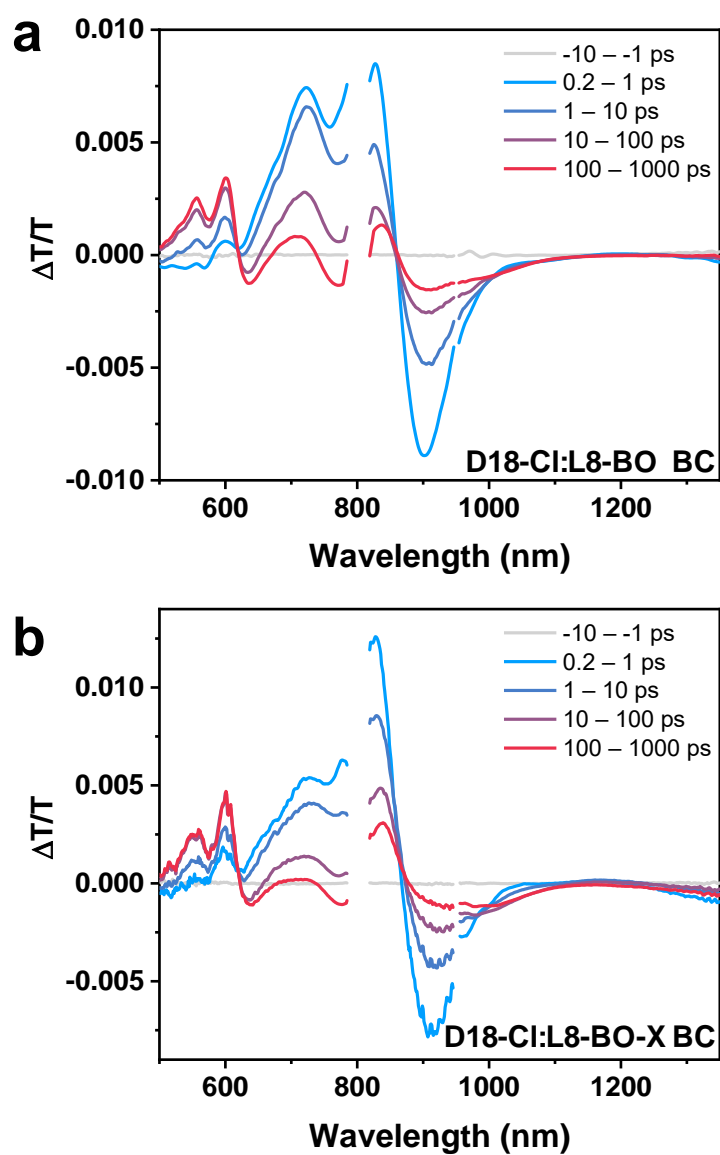 a
0.010
0.005
0.000
-0.005
-0.010
ΔT/T
-10 – -1 ps
0.2 – 1 ps
1 – 10 ps
10 – 100 ps
100 – 1000 ps
D18-Cl:L8-BO BC
600 800 1000 1200
Wavelength (nm)
b
0.010
0.005
0.000
-0.005
ΔT/T
-10 – -1 ps
0.2 – 1 ps
1 – 10 ps
10 – 100 ps
100 – 1000 ps
D18-Cl:L8-BO-X BC
600 800 1000 1200
Wavelength (nm)